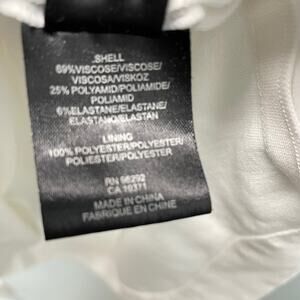 SHELL
69%VISCOSE/VISCOSE/
VISCOSA/VISKOZ
25% POLYAMID/POLIAMIDE/
POLIAMID
6%ELASTANE/ELASTANE/
ELASTANO/ELASTAN
LINING
100% POLYESTER/POLYESTER/
POLIESTER/POLYESTER
RN 98292
CA 19371
MADE IN CHINA
FABRIQUE EN CHINE